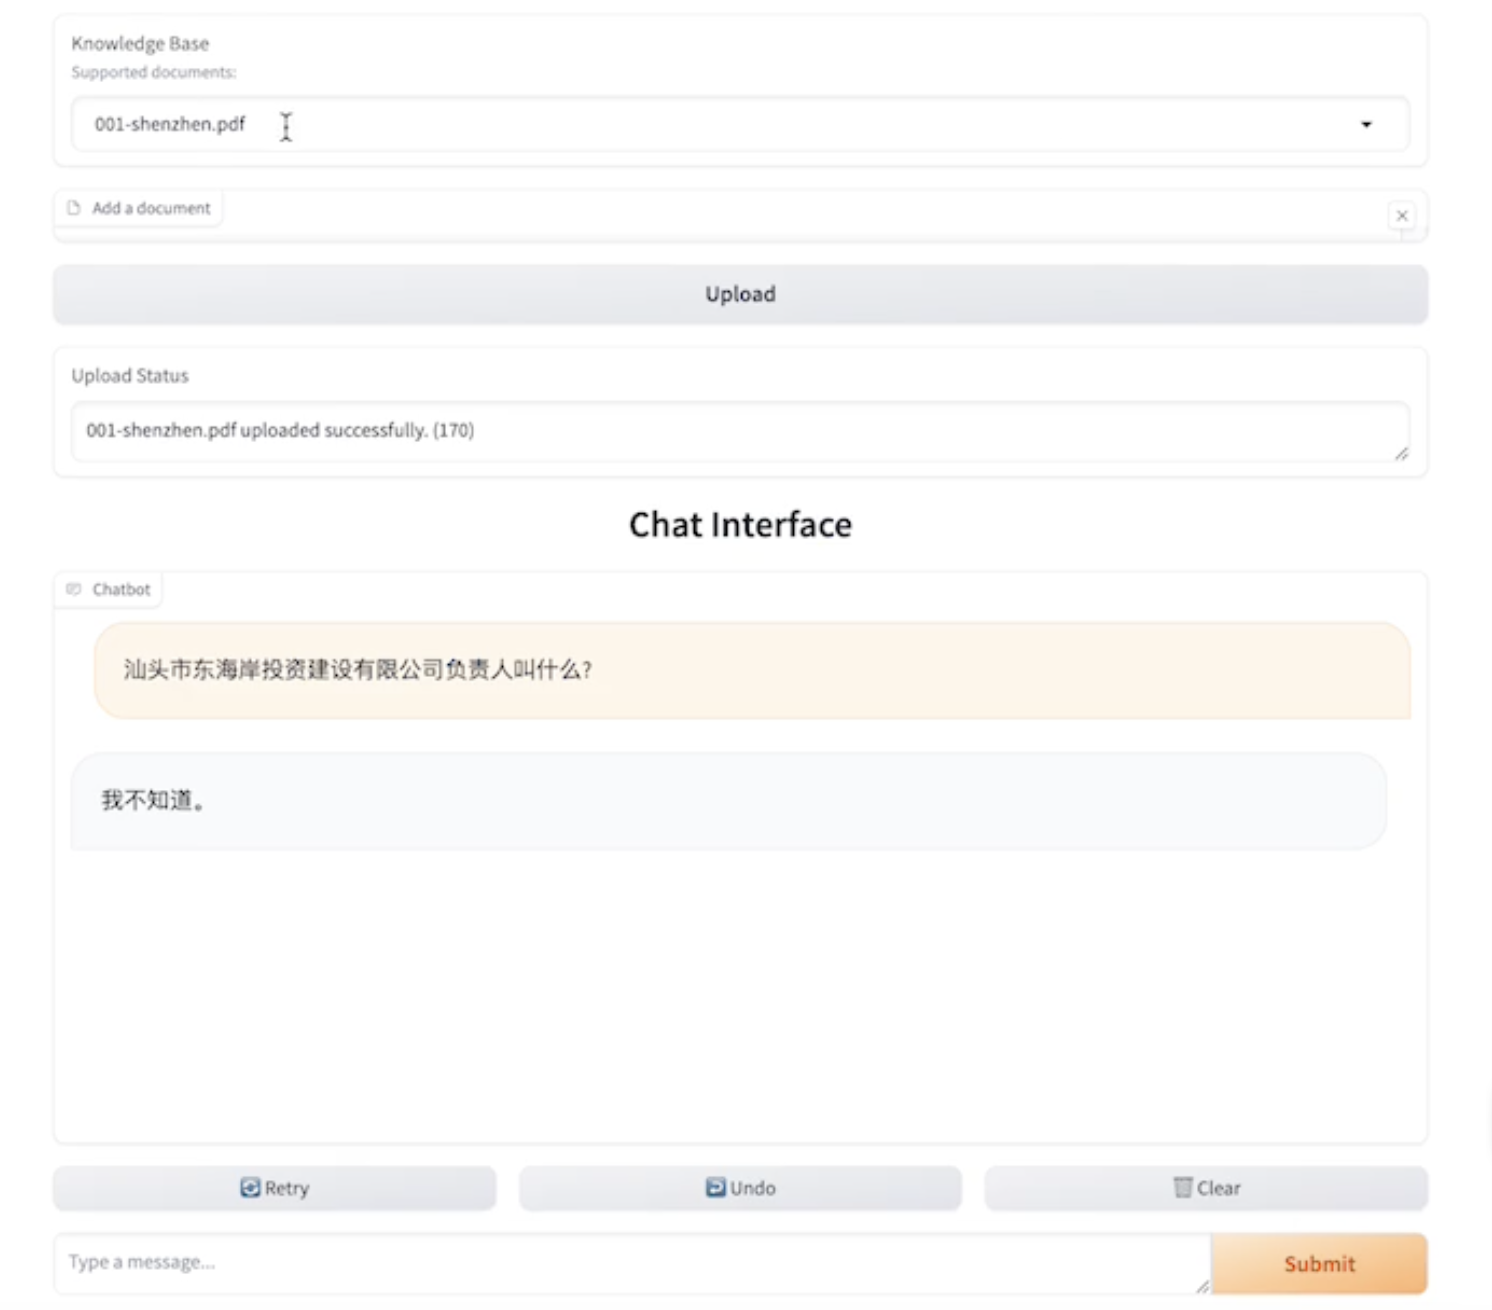 Knowledge Base
Supported documents:
001-shenzhen.pdf
Add a document
Upload
Upload Status
001-shenzhen.pdf uploaded successfully. (170)
Chat Interface
Chatbot
汕头市东海岸投资建设有限公司负责人叫什么?
我不知道。
Retry
Undo
Clear
Type a message...
Submit